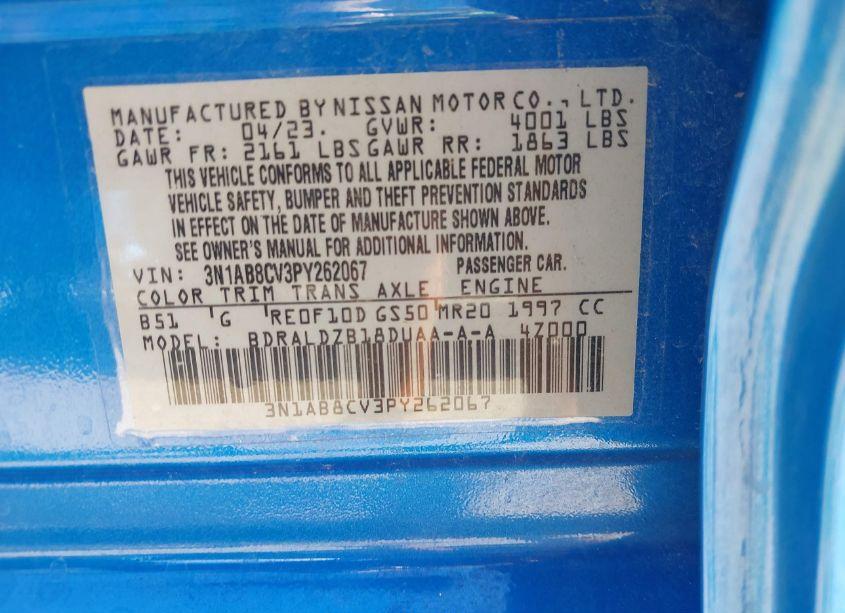 MANUFACTURED BY NISSAN MOTOR CO., LTD.
DATE: 04/23. GVWR: 4001 LBS
GAWR FR: 2161 LBS GAWR RR: 1863 LBS
THIS VEHICLE CONFORMS TO ALL APPLICABLE FEDERAL MOTOR
VEHICLE SAFETY, BUMPER AND THEFT PREVENTION STANDARDS
IN EFFECT ON THE DATE OF MANUFACTURE SHOWN ABOVE.
SEE OWNER'S MANUAL FOR ADDITIONAL INFORMATION.
VIN: 3N1AB8CV3PY262067 PASSENGER CAR.
COLOR TRIM TRANS AXLE ENGINE
B51 G RE0F10D GS50 MR20 1997 CC
MODEL: BDRALDZB18DUAA-A-A 4Z000
3N1AB8CV3PY262067